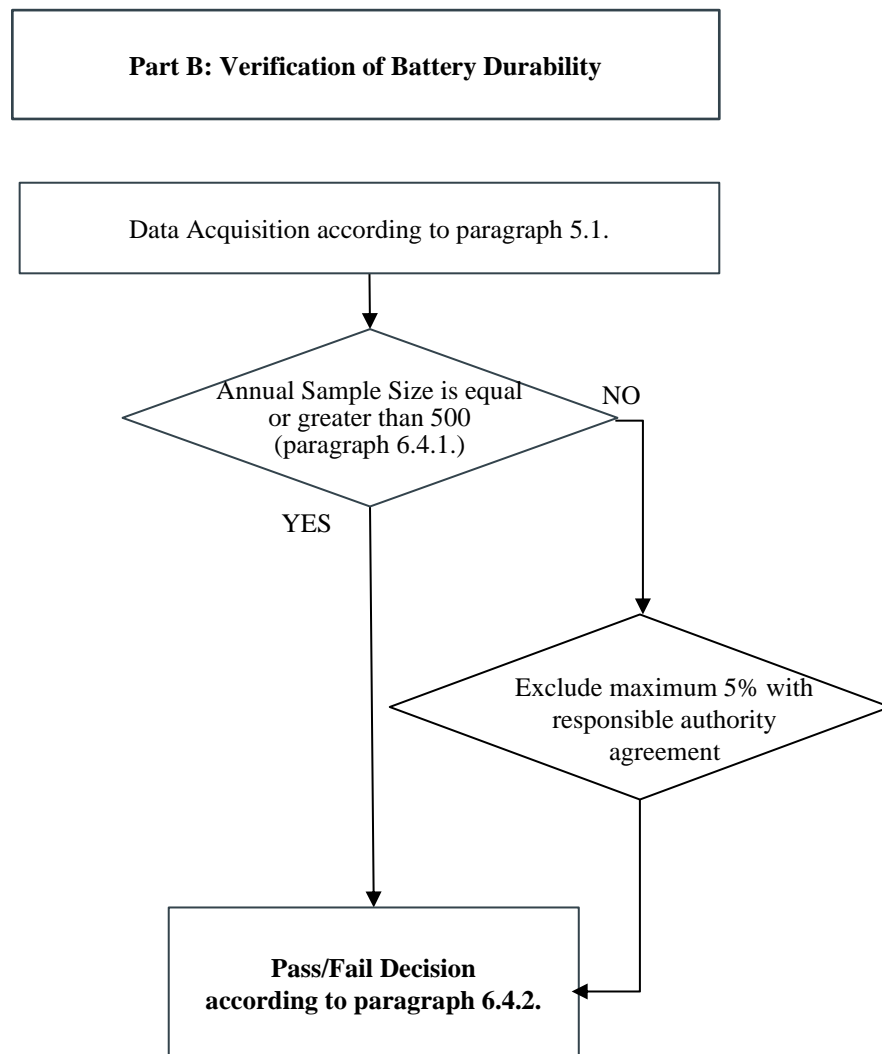 Part B: Verification of Battery Durability
Data Acquisition according to paragraph 5.1.
Annual Sample Size is equal
or greater than 500
(paragraph 6.4.1.)
NO
YES
Exclude maximum 5% with
responsible authority
agreement
Pass/Fail Decision
according to paragraph 6.4.2.